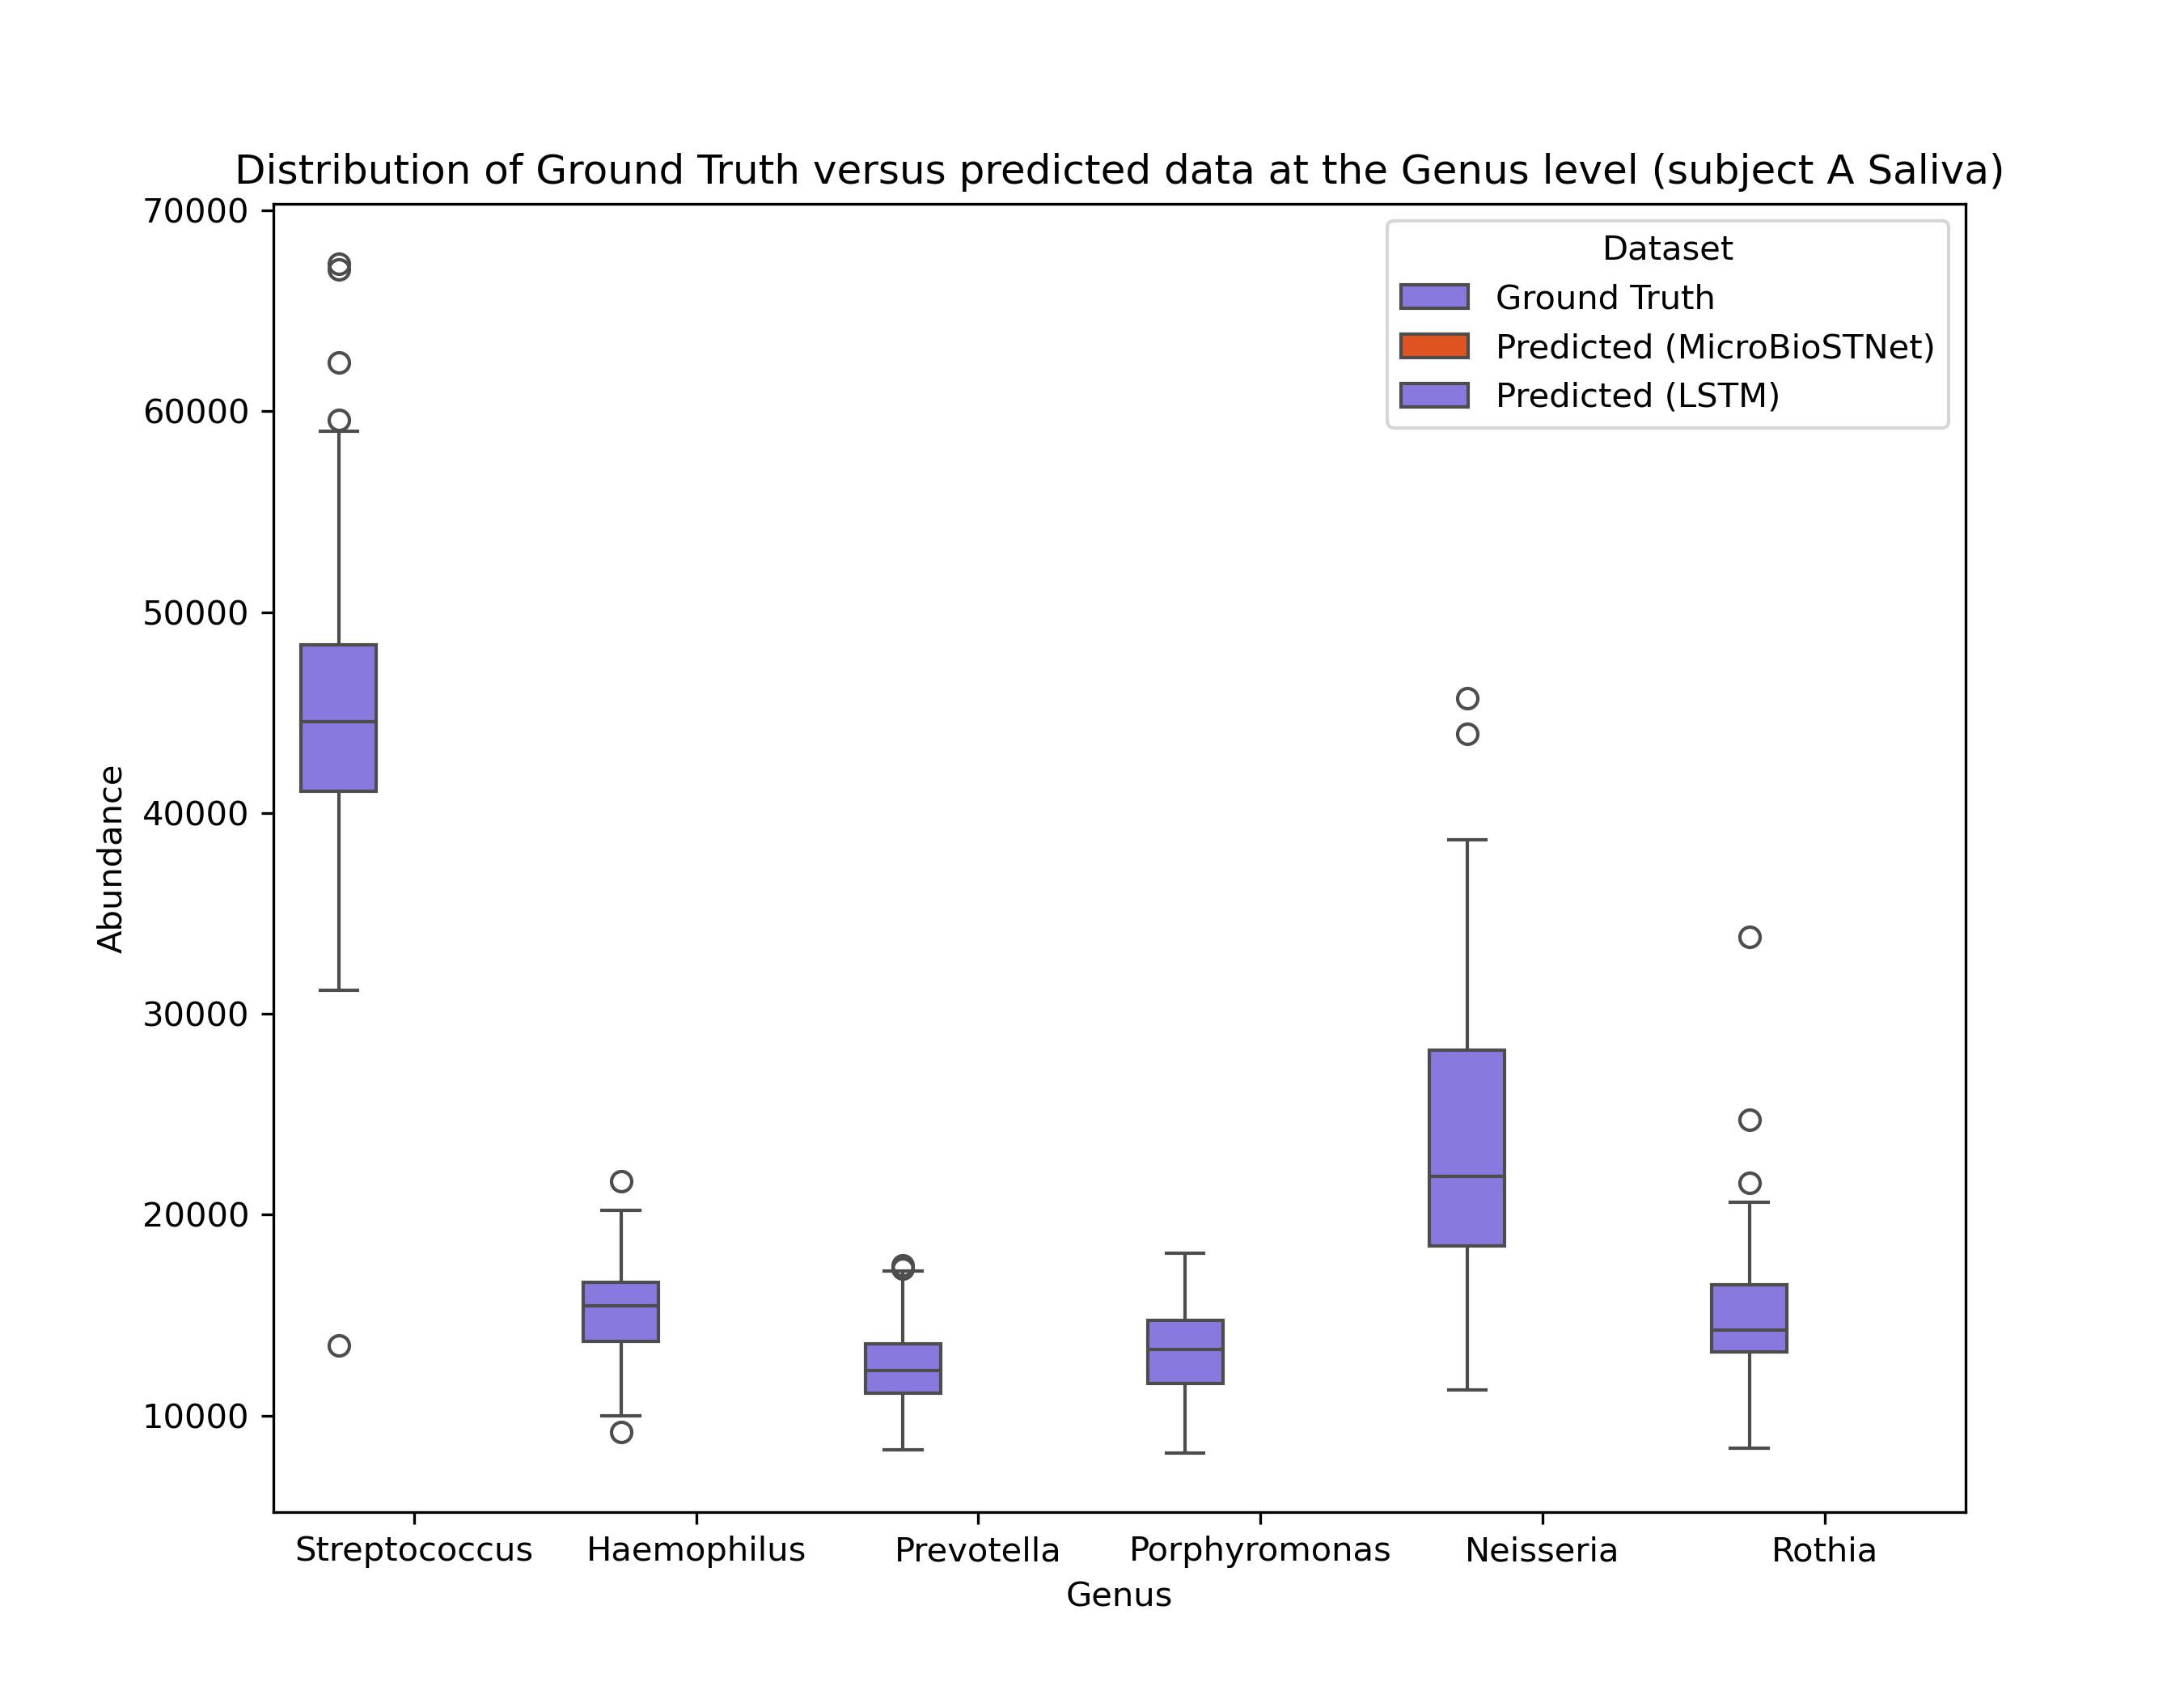 Distribution of Ground Truth versus predicted data at the Genus level (subject A Saliva)
Dataset
Ground Truth
Predicted (MicroBioSTNet)
Predicted (LSTM)
Abundance
70000
60000
50000
40000
30000
20000
10000
Streptococcus Haemophilus Prevotella Porphyromonas Neisseria Rothia
Genus